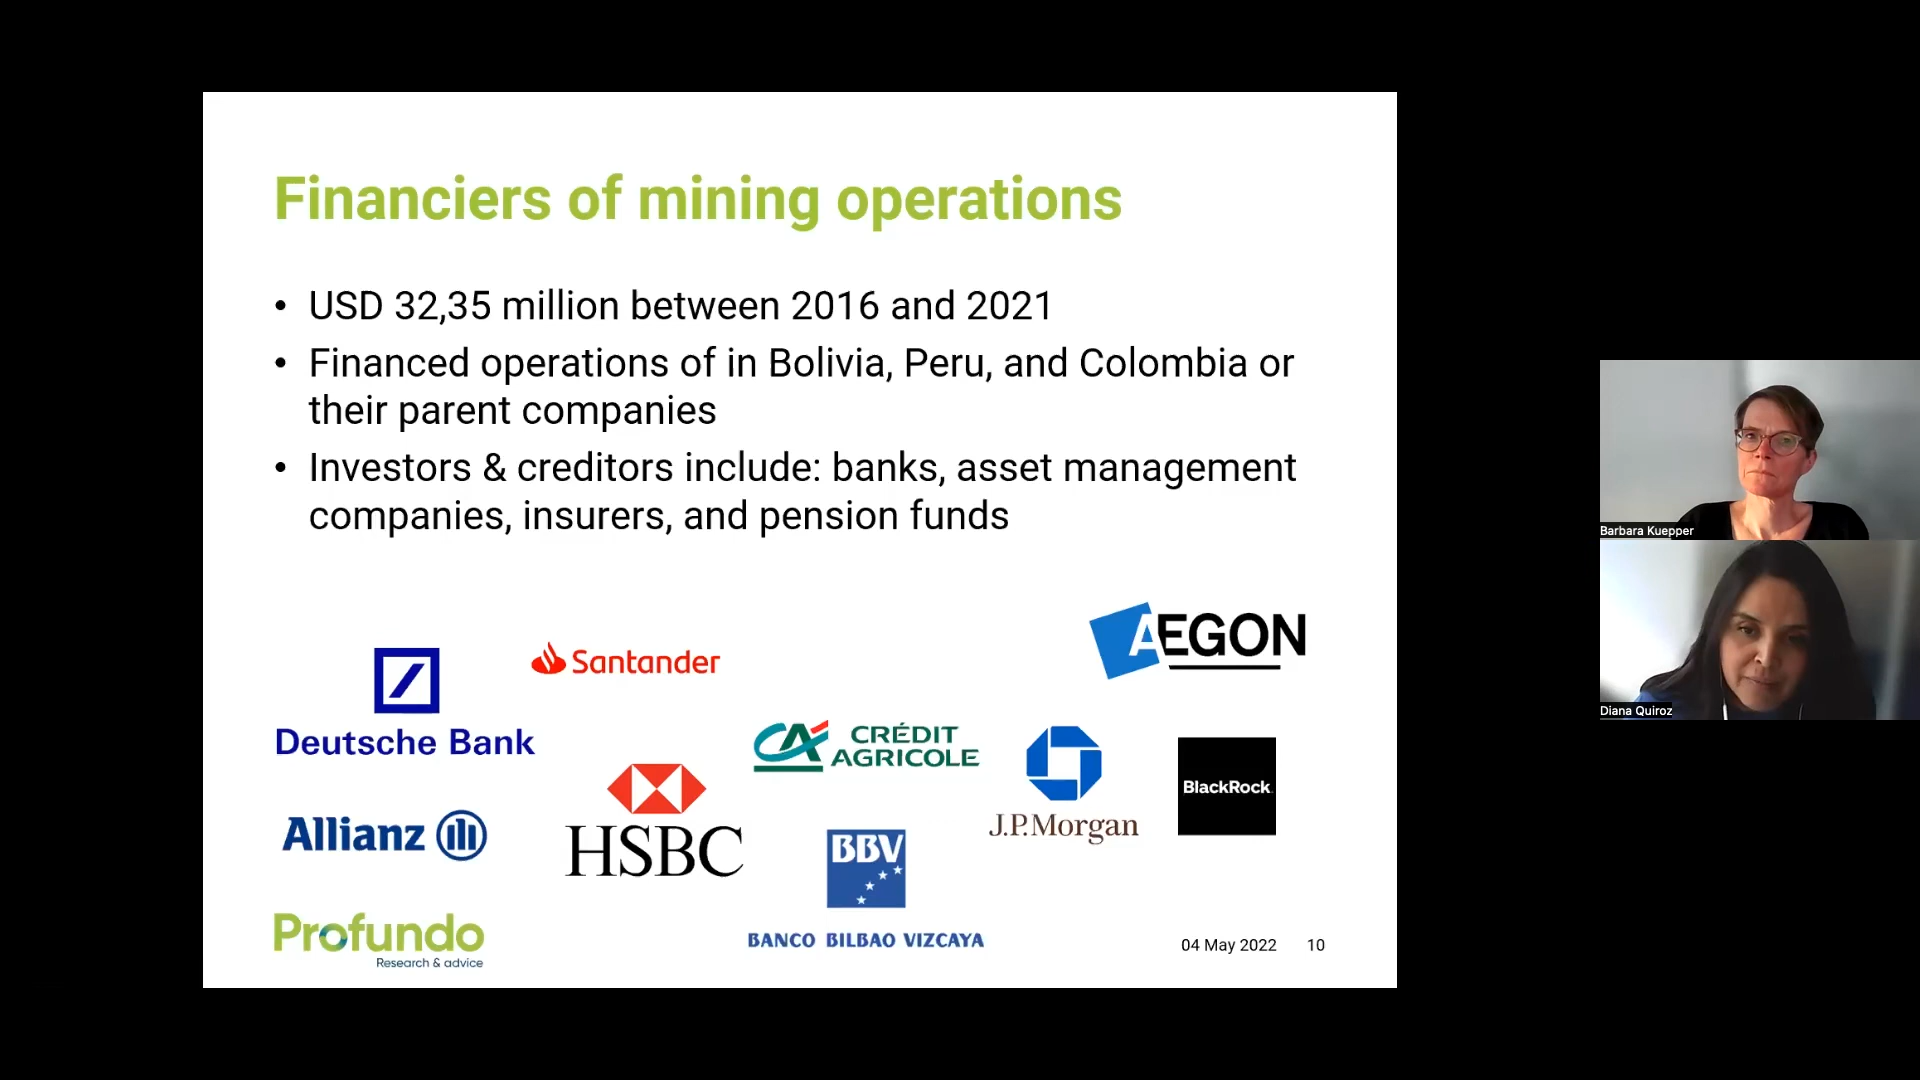 Financiers of mining operations
• USD 32,35 million between 2016 and 2021
• Financed operations of in Bolivia, Peru, and Colombia or
their parent companies
• Investors & creditors include: banks, asset management
companies, insurers, and pension funds
Deutsche Bank
Santander
AEGON
CRÉDIT
AGRICOLE
J.P.Morgan
BlackRock
Allianz
HSBC
BBV
BANCO BILBAO VIZCAYA
Profundo
Research & advice
04 May 2022 10
Barbara Kuepper
Diana Quiroz